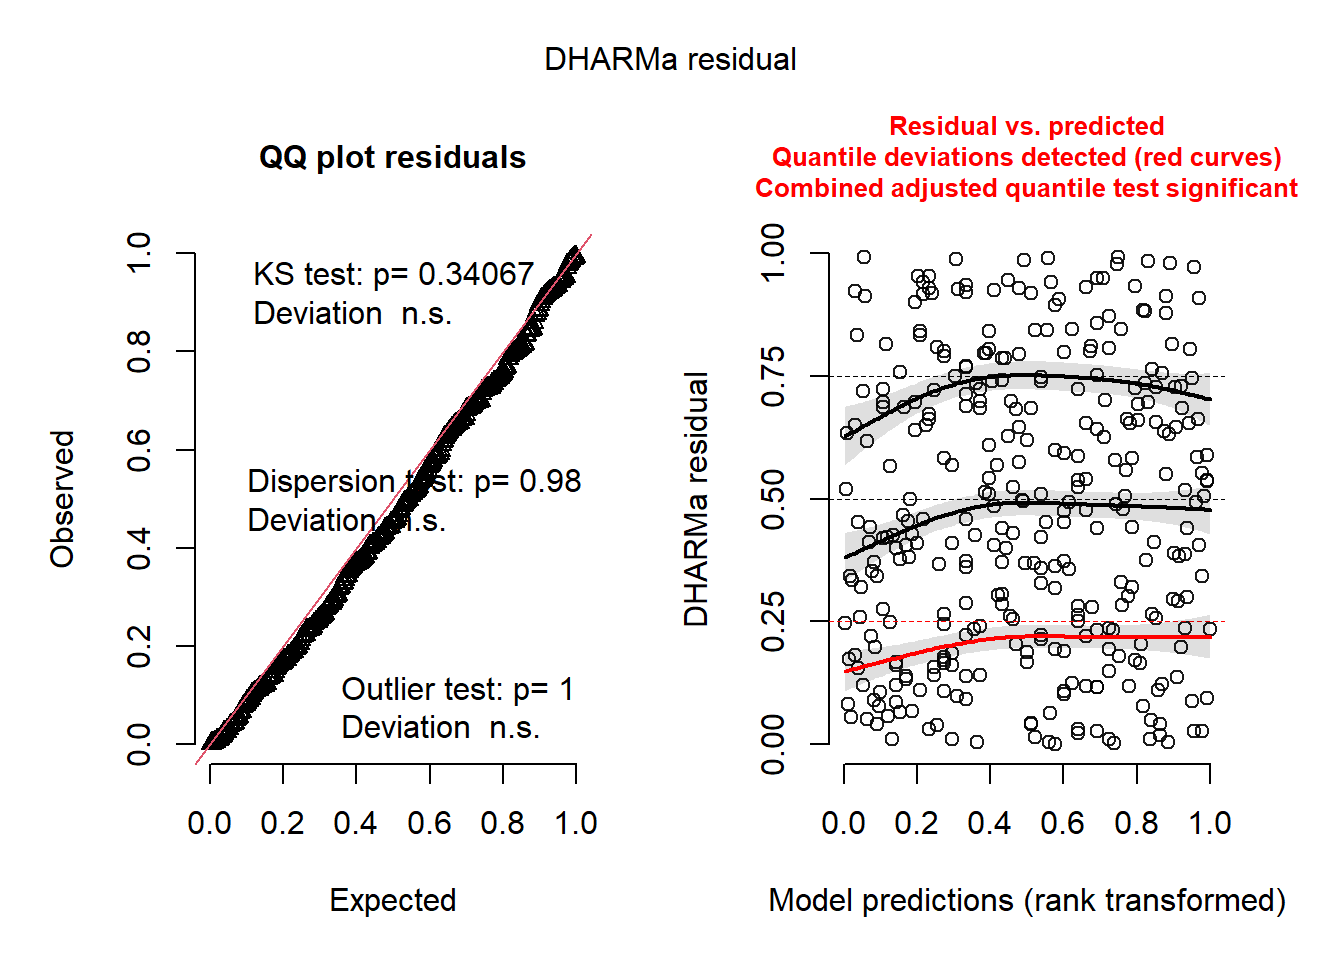 DHARMa residual
QQ plot residuals
Observed
0.0 0.2 0.4 0.6 0.8 1.0
KS test: p= 0.34067
Deviation  n.s.
Dispersion test: p= 0.98
Deviation  n.s.
Outlier test: p= 1
Deviation  n.s.
0.0 0.2 0.4 0.6 0.8 1.0
Expected
Residual vs. predicted
Quantile deviations detected (red curves)
Combined adjusted quantile test significant
DHARMa residual
0.00 0.25 0.50 0.75 1.00
0.0 0.2 0.4 0.6 0.8 1.0
Model predictions (rank transformed)